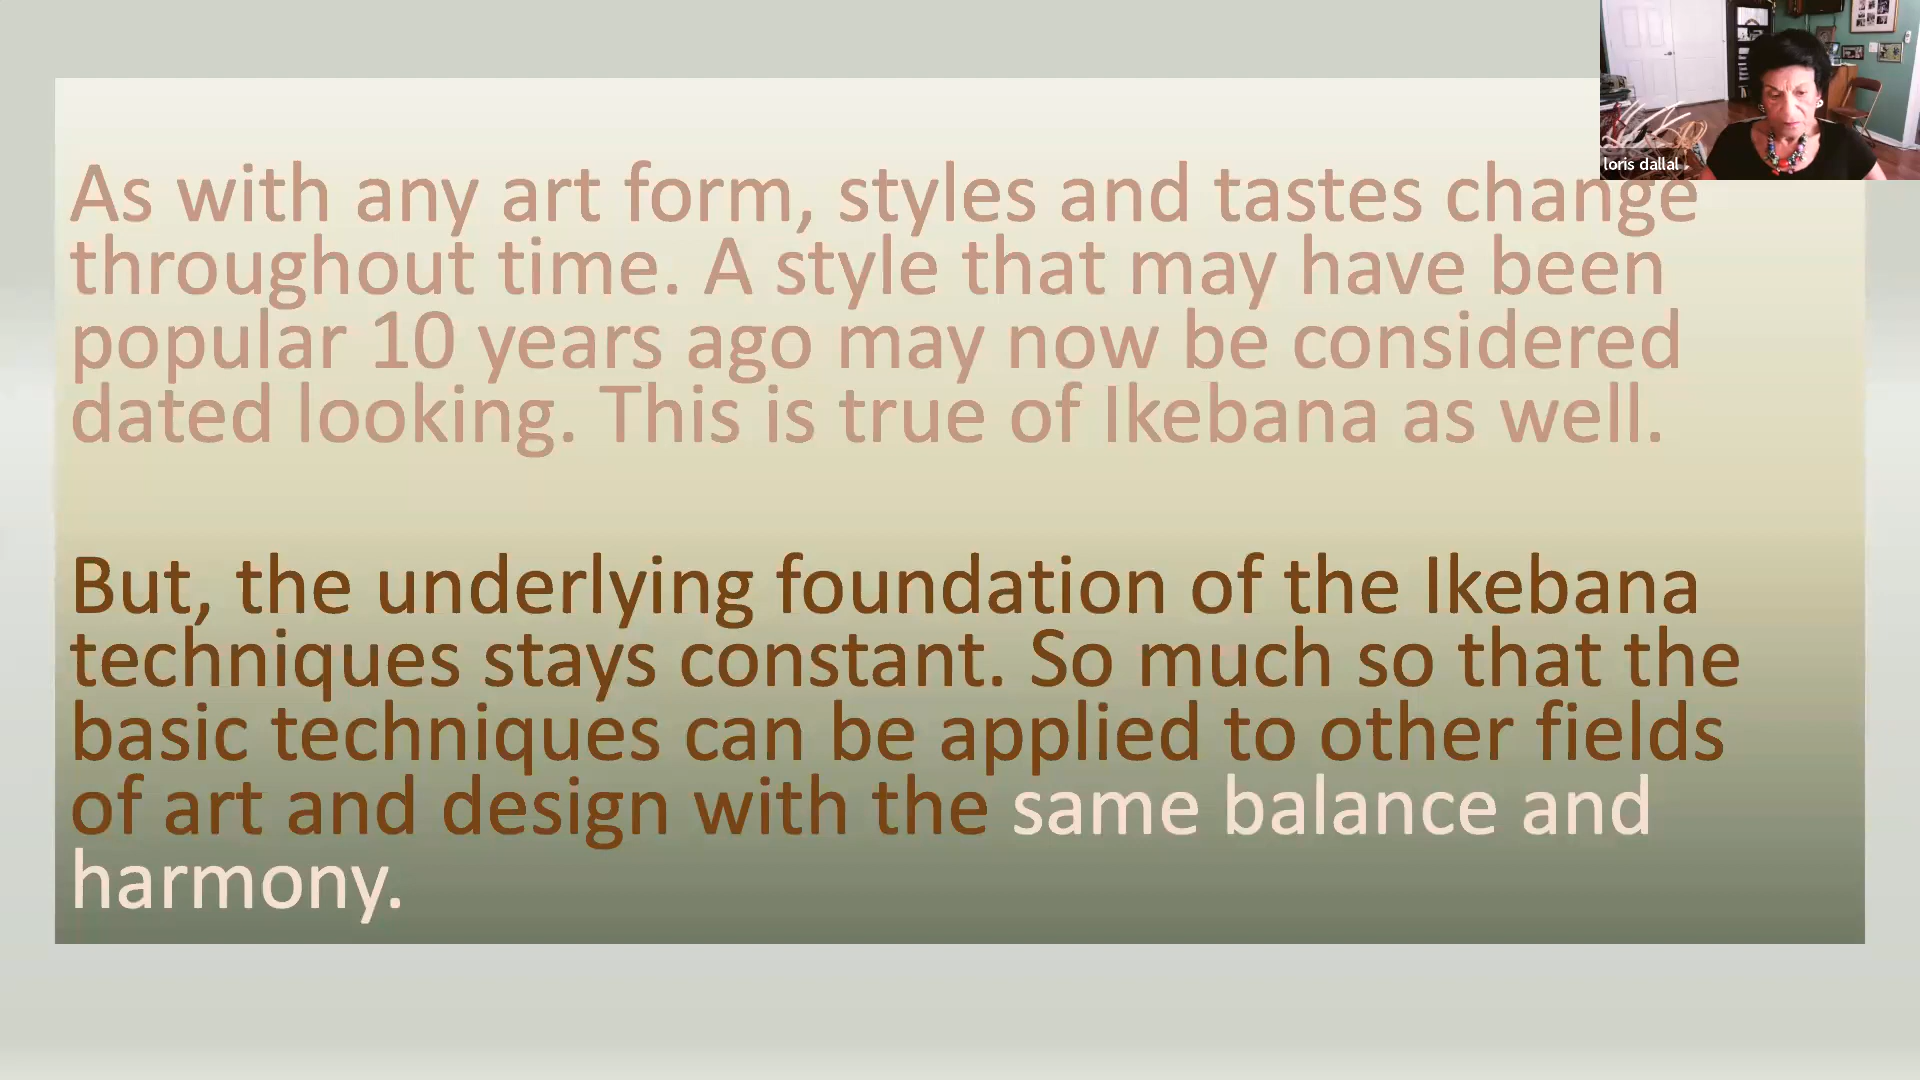 loris dallal
As with any art form, styles and tastes change
throughout time. A style that may have been
popular 10 years ago may now be considered
dated looking. This is true of Ikebana as well.
But, the underlying foundation of the Ikebana
techniques stays constant. So much so that the
basic techniques can be applied to other fields
of art and design with the same balance and
harmony.